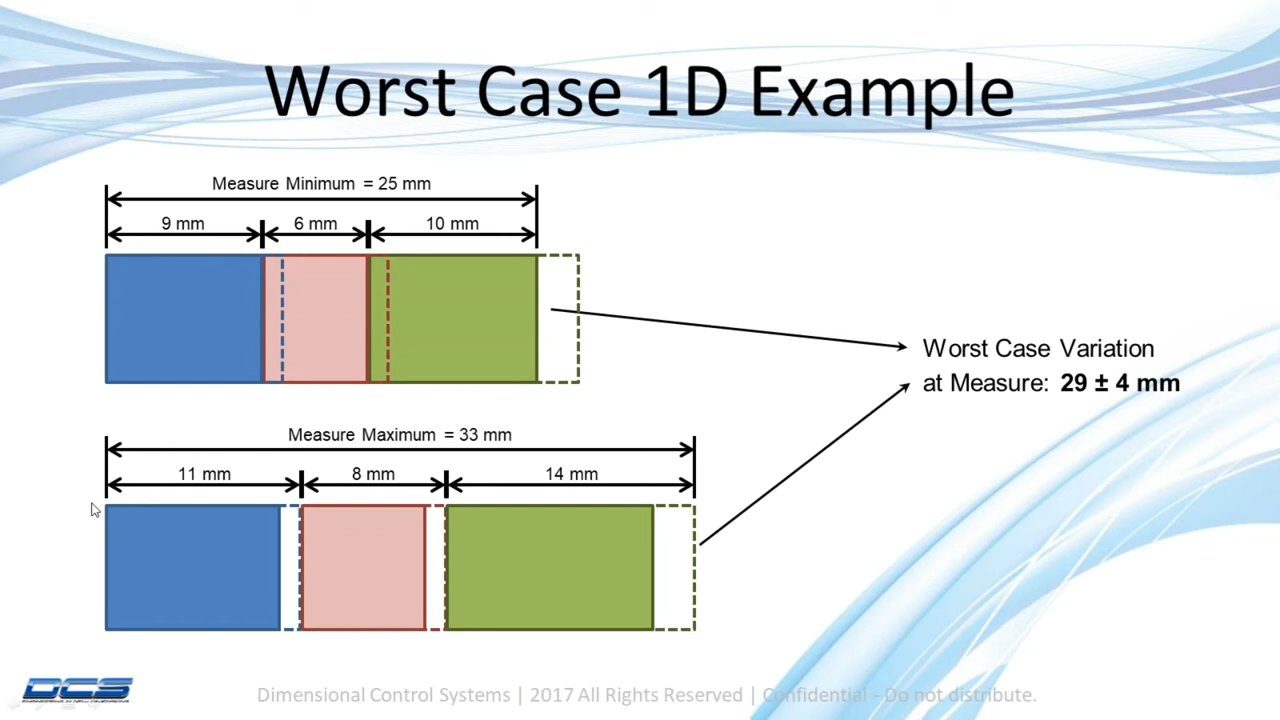 Worst Case 1D Example
Measure Minimum = 25 mm
9 mm 6 mm 10 mm
Worst Case Variation
at Measure: 29 ± 4 mm
Measure Maximum = 33 mm
11 mm 8 mm 14 mm
DCS
Dimensional Control Systems | 2017 All Rights Reserved | Confidential - Do not distribute.